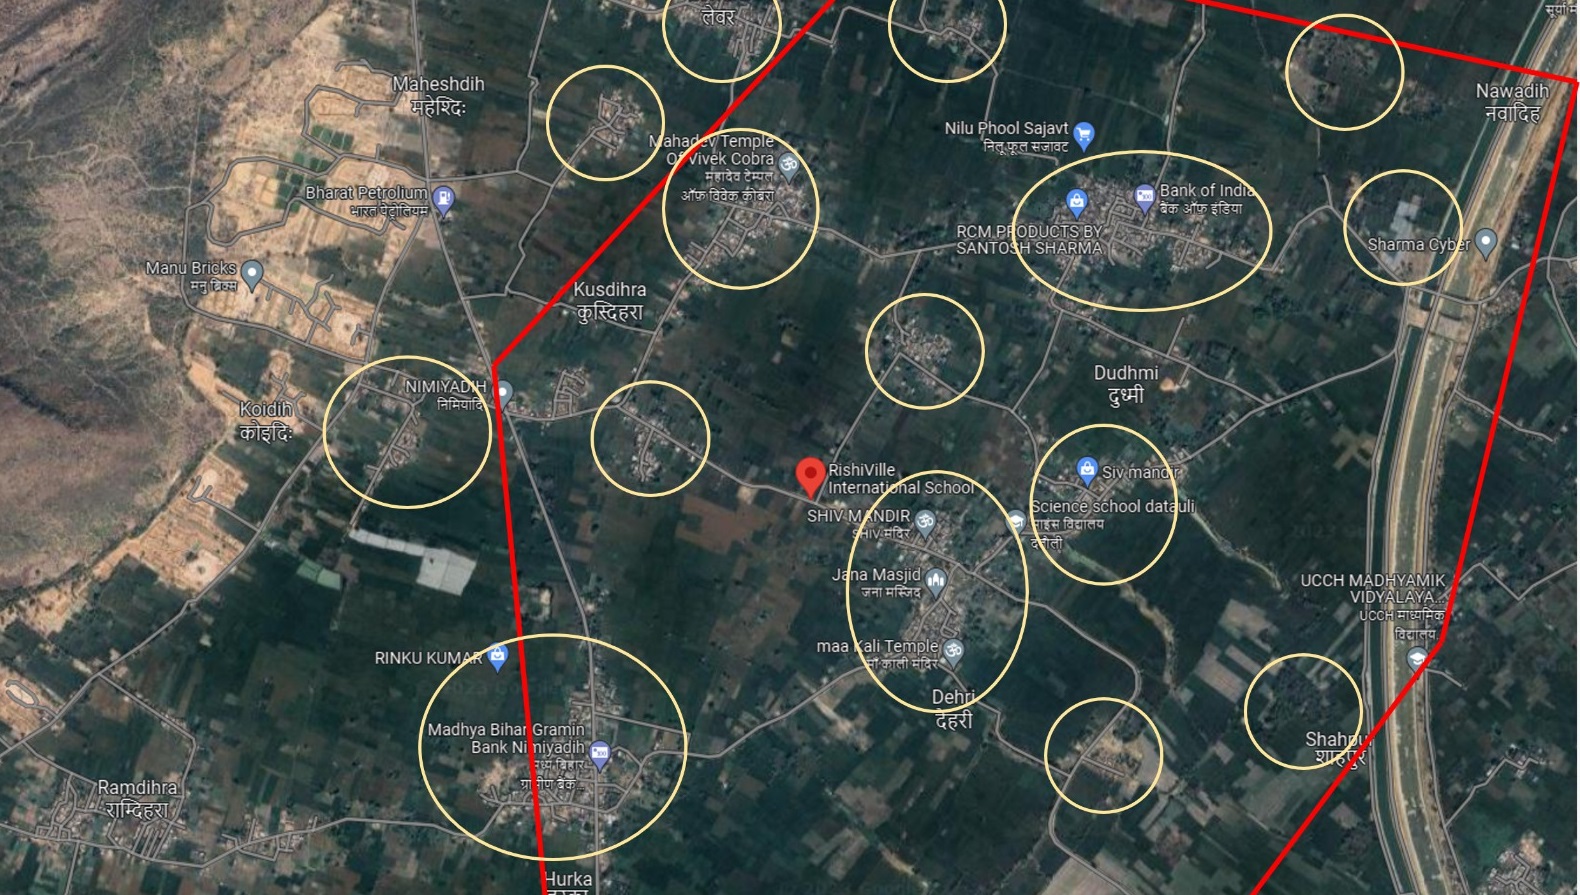 लेवर
सूर्या मं
Maheshdih
महेश्दिः
Nawadih
नवादिह
Nilu Phool Sajavt
निलू फूल सजावट
Mahadev Temple
Of Vivek Cobra
महादेव टेम्पल
ऑफ़ विवेक कोबरा
Bharat Petrolium
भारत पेट्रोलियम
Bank of India
बैंक ऑफ़ इंडिया
RCM PRODUCTS BY
SANTOSH SHARMA
Sharma Cyber
Manu Bricks
मनु ब्रिक्स
Kusdihra
कुस्दिहरा
NIMIYADIH
निमियादि
Dudhmi
दुध्मी
Koidih
कोइदिः
RishiVille
International School
Siv mandir
SHIV MANDIR
SHIV मंदिर
Science school datauli
साइंस विद्यालय
दतौली
Jana Masjid
जना मस्जिद
UCCH MADHYAMIK
VIDYALAYA...
UCCH माध्यमिक
विद्यालय.
maa Kali Temple
माँ काली मंदिर
RINKU KUMAR
Dehri
देहरी
Madhya Bihar Gramin
Bank Nimiyadih
मध्य बिहार
ग्रामीण बैंक...
Shahpur
शाहपुर
Ramdihra
राम्दिहरा
Hurka